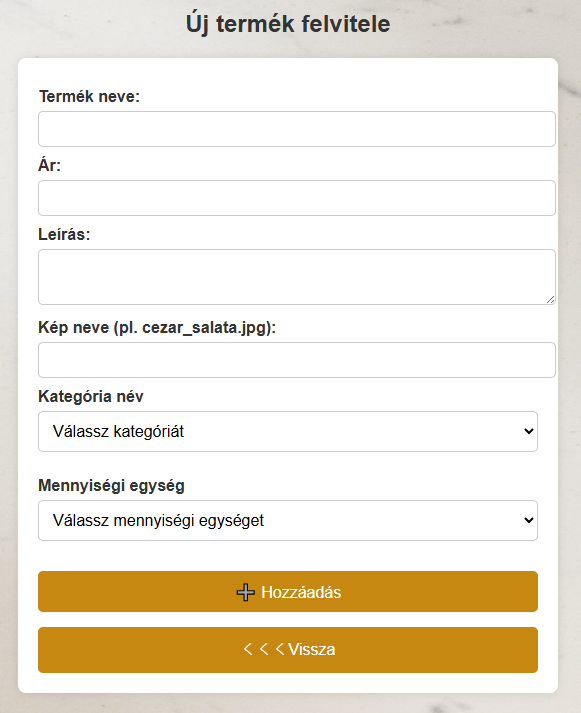 Új termék felvitele
Termék neve:
Ár:
Leírás:
Kép neve (pl. cezar_salata.jpg):
Kategória név
Válassz kategóriát
Mennyiségi egység
Válassz mennyiségi egységet
➕ Hozzáadás
<<<Vissza